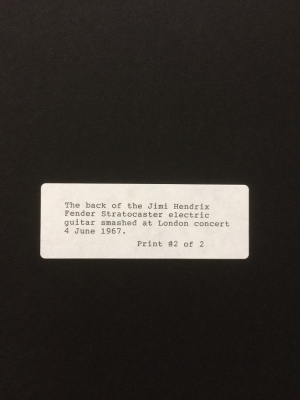 The back of the Jimi Hendrix
Fender Stratocaster electric
guitar smashed at London concert
4 June 1967.
Print #2 of 2